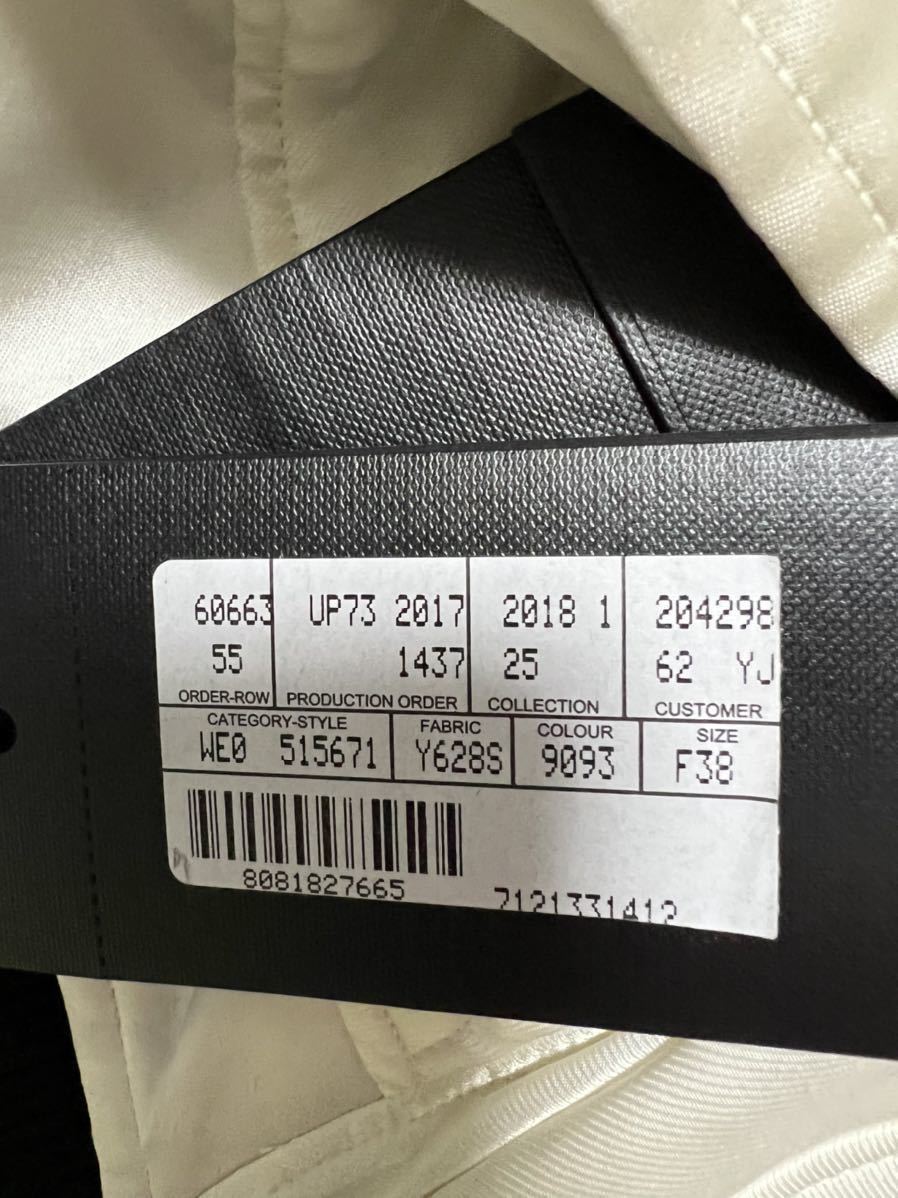 60663 UP73 2017 2018 1 204298
55 1437 25 62 YJ
ORDER-ROW PRODUCTION ORDER COLLECTION CUSTOMER
CATEGORY-STYLE FABRIC COLOUR SIZE
WE0 515671 Y628S 9093 F38
8081827665 7121331412